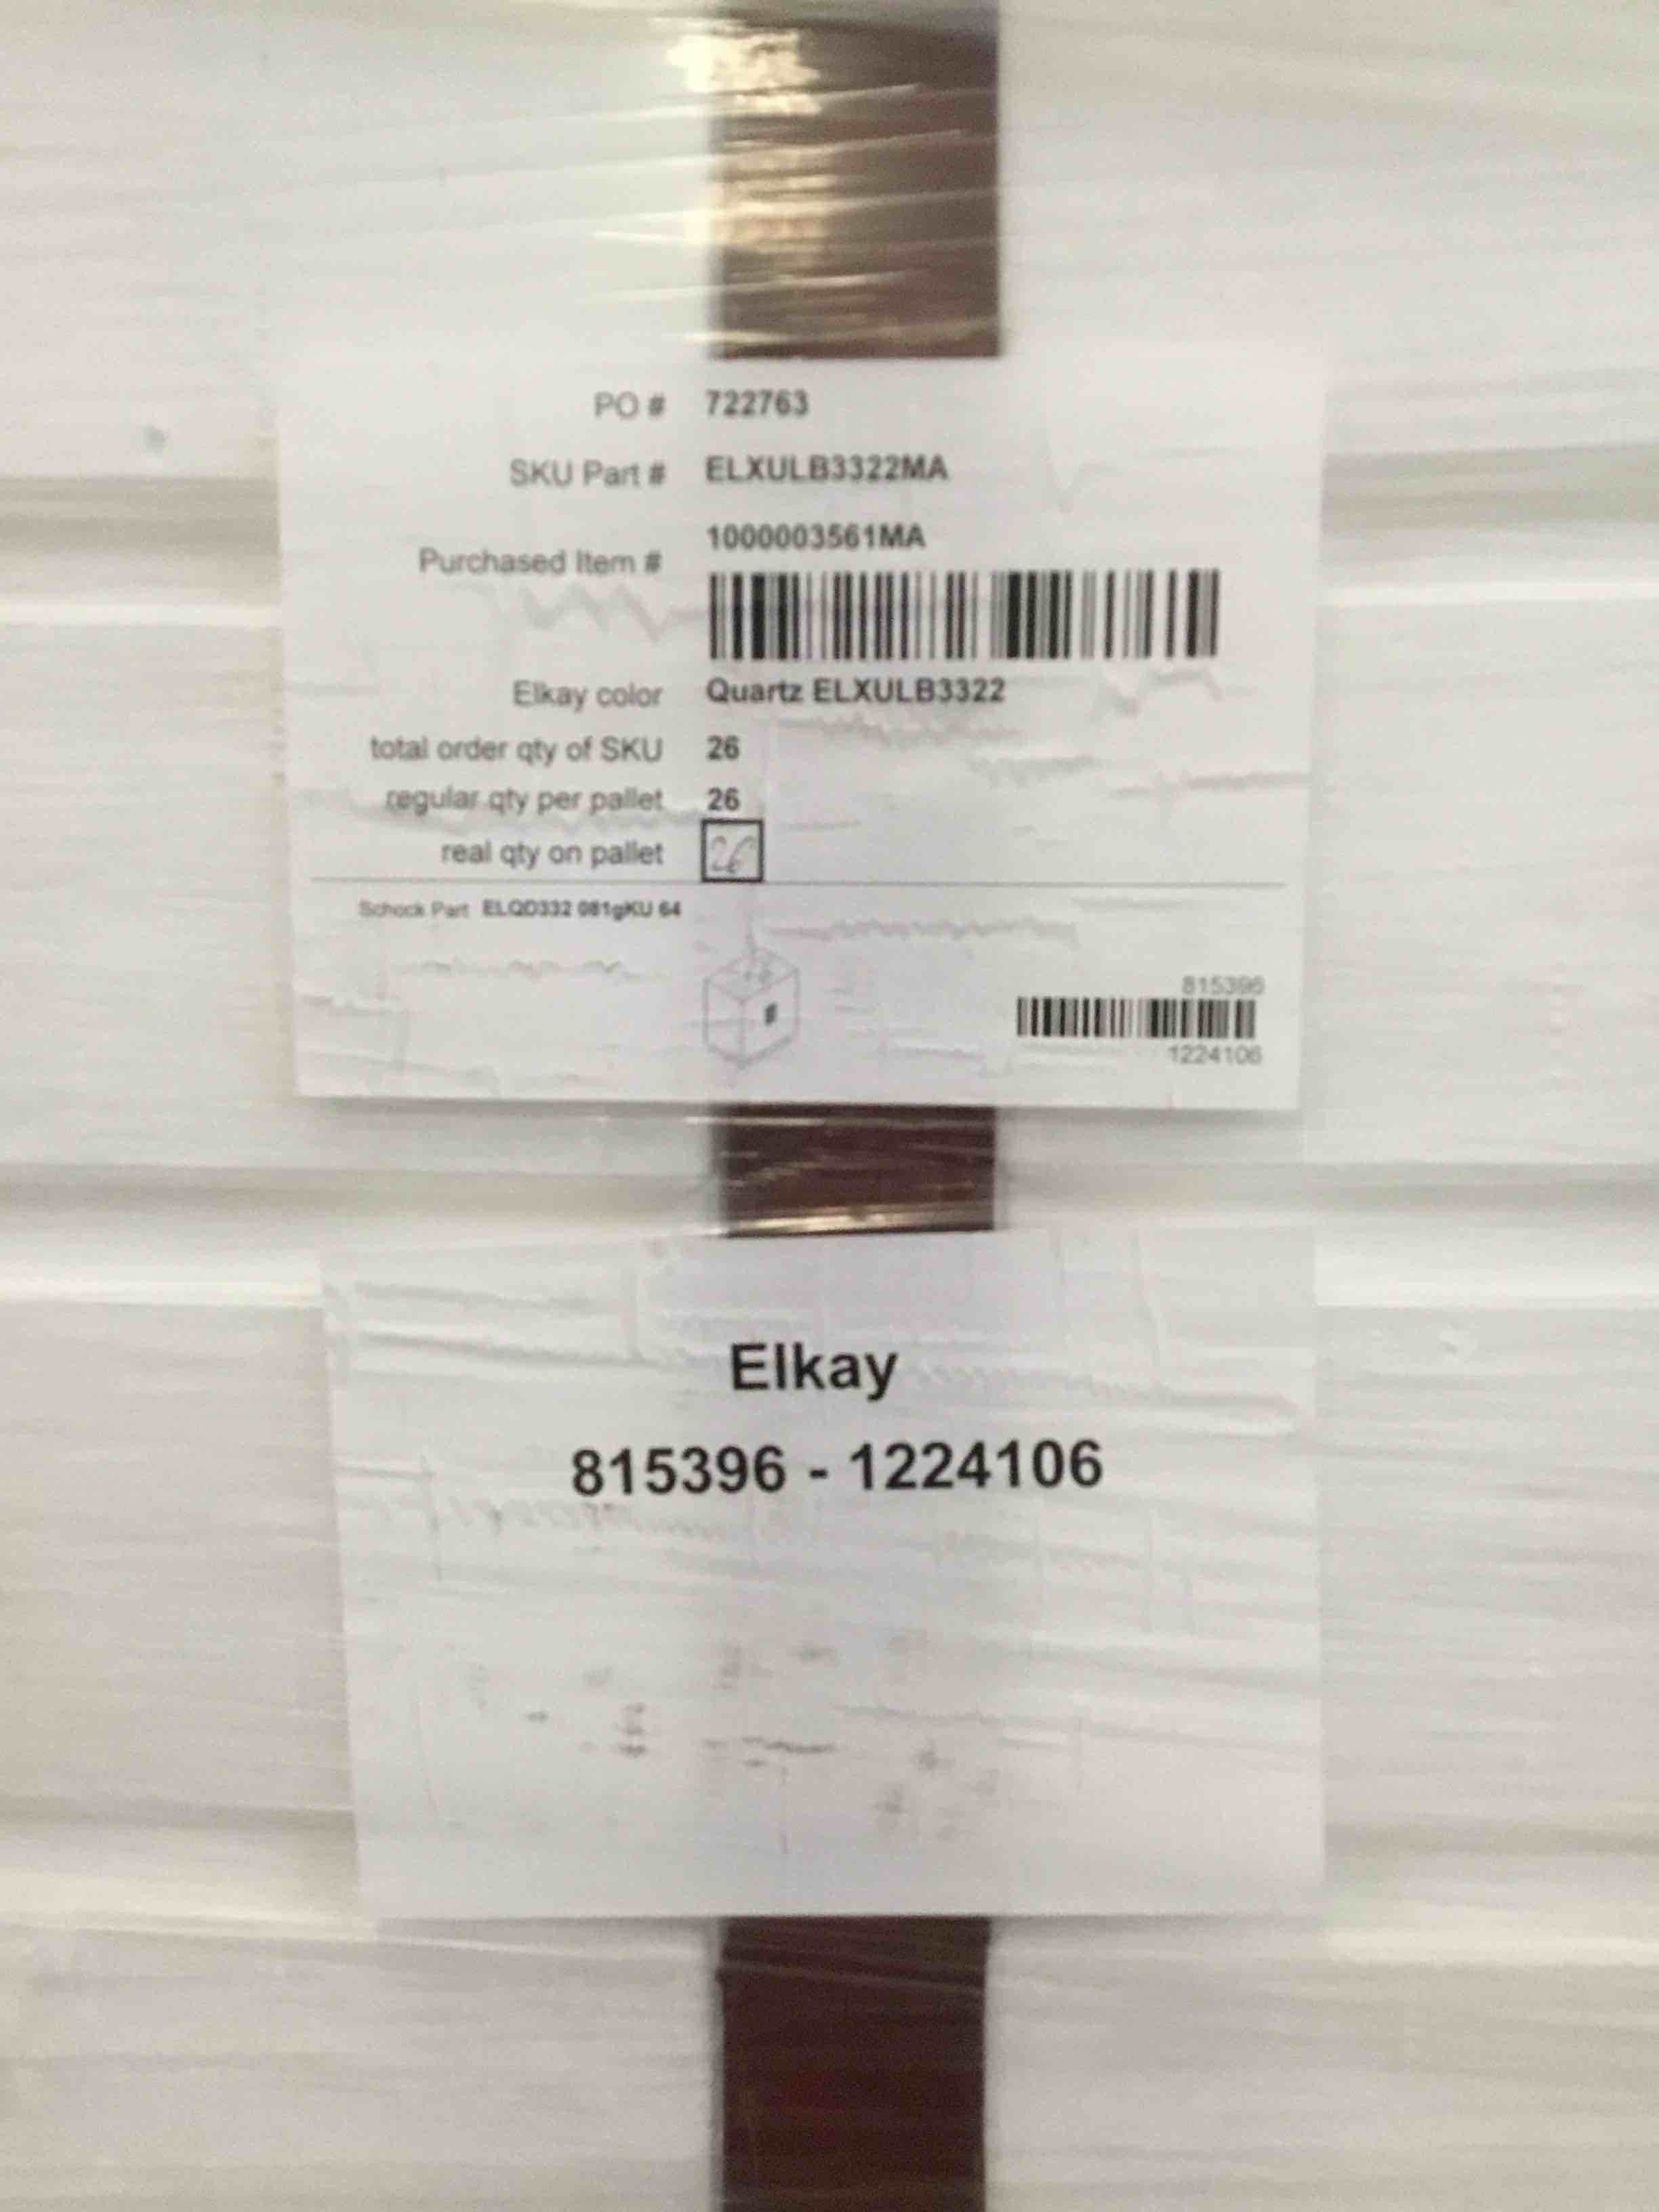 PO # 722763
SKU Part # ELXULB3322MA
Purchased Item # 1000003561MA
Elkay color Quartz ELXULB3322
total order qty of SKU 26
regular qty per pallet 26
real qty on pallet 26
Schock Part ELQD332 081gKU 64
815396
1224106
Elkay
815396 - 1224106